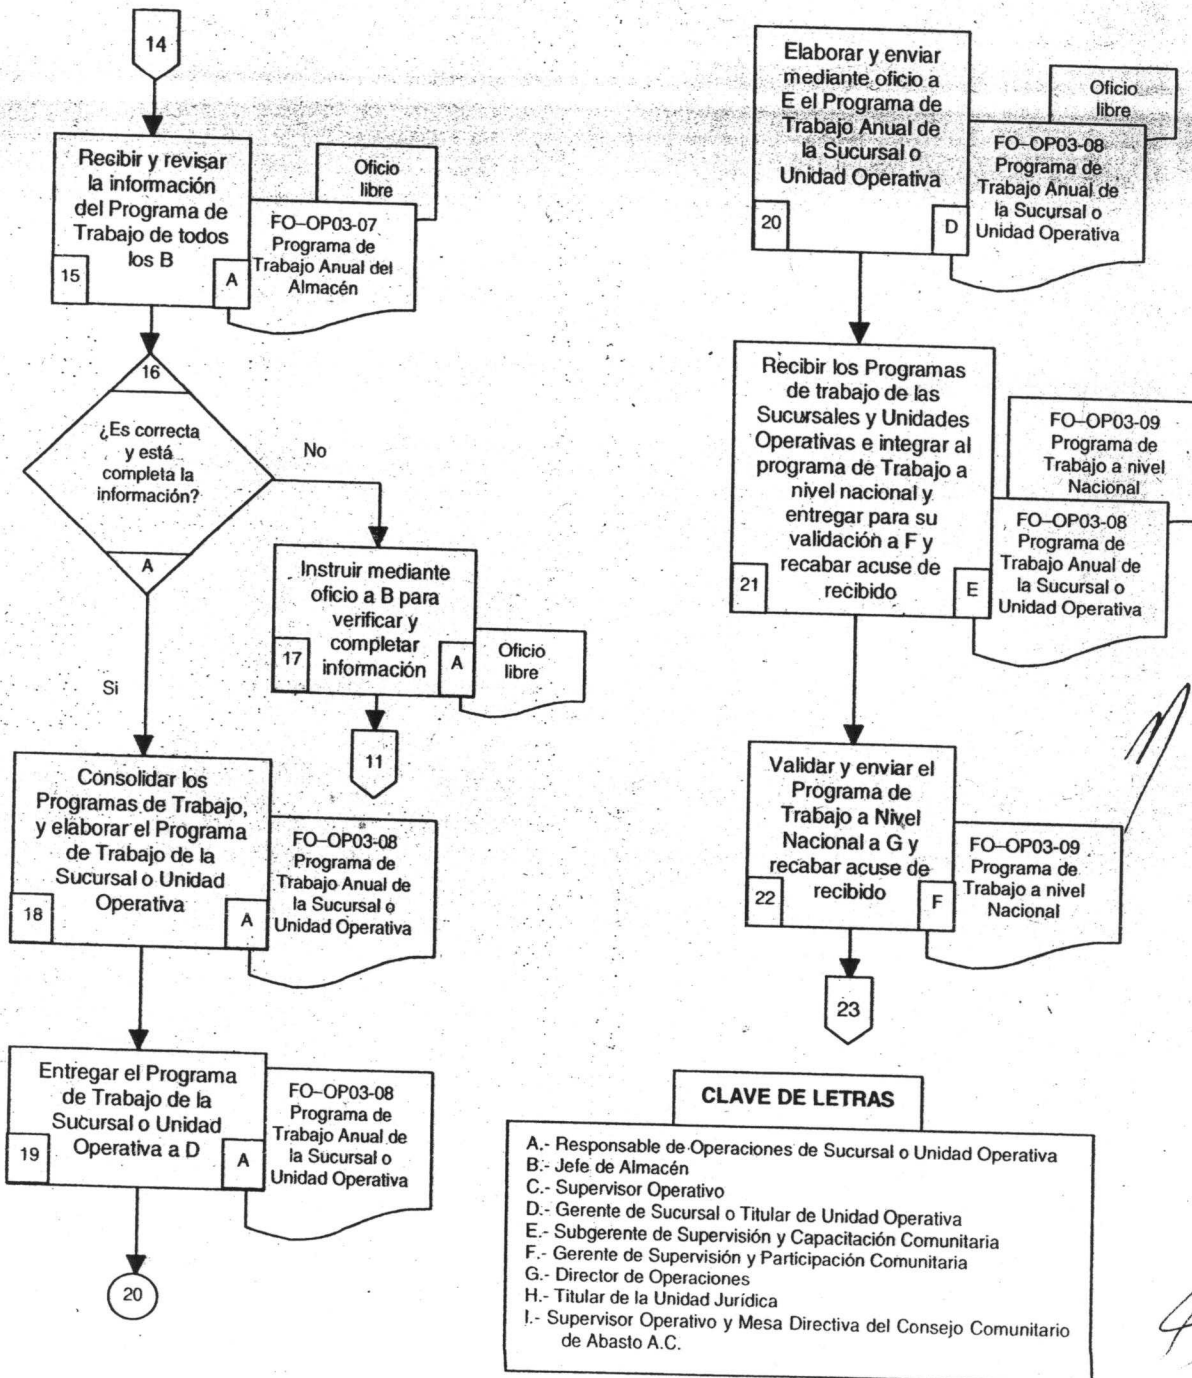 14
Recibir y revisar
la información
del Programa de
Trabajo de todos
los B
15
A
Oficio
libre
FO-OP03-07
Programa de
Trabajo Anual del
Almacén
16
¿Es correcta
y está
completa la
información?
A
No
Si
Instruir mediante
oficio a B para
verificar y
completar
información
17
A
Oficio
libre
11
Consolidar los
Programas de Trabajo,
y elaborar el Programa
de Trabajo de la
Sucursal o Unidad
Operativa
18
A
FO-OP03-08
Programa de
Trabajo Anual de
la Sucursal o
Unidad Operativa
Entregar el Programa
de Trabajo de la
Sucursal o Unidad
Operativa a D
19
A
FO-OP03-08
Programa de
Trabajo Anual de
la Sucursal o
Unidad Operativa
20
Elaborar y enviar
mediante oficio a
E el Programa de
Trabajo Anual de
la Sucursal o
Unidad Operativa
20
D
Oficio
libre
FO-OP03-08
Programa de
Trabajo Anual de
la Sucursal o
Unidad Operativa
Recibir los Programas
de trabajo de las
Sucursales y Unidades
Operativas e integrar al
programa de Trabajo a
nivel nacional y
entregar para su
validación a F y
recabar acuse de
recibido
21
E
FO-OP03-09
Programa de
Trabajo a nivel
Nacional
FO-OP03-08
Programa de
Trabajo Anual de
la Sucursal o
Unidad Operativa
Validar y enviar el
Programa de
Trabajo a Nivel
Nacional a G y
recabar acuse de
recibido
22
F
FO-OP03-09
Programa de
Trabajo a nivel
Nacional
23
CLAVE DE LETRAS
A.- Responsable de Operaciones de Sucursal o Unidad Operativa
B.- Jefe de Almacén
C.- Supervisor Operativo
D.- Gerente de Sucursal o Titular de Unidad Operativa
E.- Subgerente de Supervisión y Capacitación Comunitaria
F.- Gerente de Supervisión y Participación Comunitaria
G.- Director de Operaciones
H.- Titular de la Unidad Jurídica
I.- Supervisor Operativo y Mesa Directiva del Consejo Comunitario
de Abasto A.C.